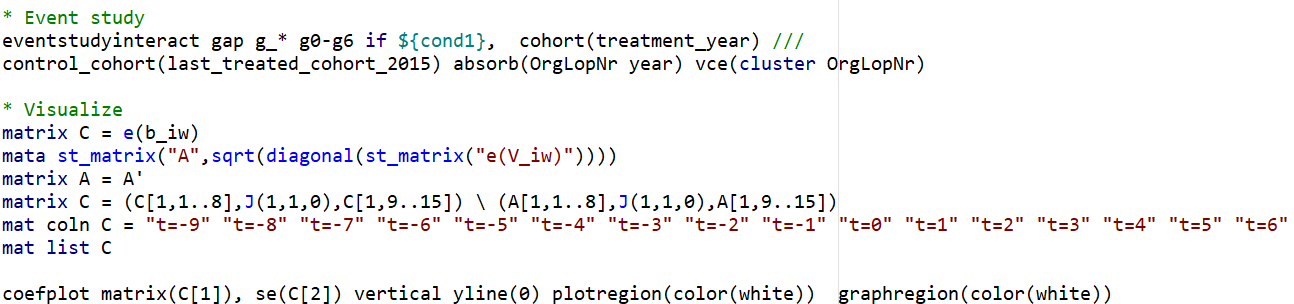 * Event study
eventstudyinteract gap g_* g0-g6 if ${cond1},  cohort(treatment_year) ///
control_cohort(last_treated_cohort_2015) absorb(OrgLopNr year) vce(cluster OrgLopNr)
* Visualize
matrix C = e(b_iw)
mata st_matrix("A",sqrt(diagonal(st_matrix("e(V_iw)"))))
matrix A = A'
matrix C = (C[1,1..8],J(1,1,0),C[1,9..15]) \ (A[1,1..8],J(1,1,0),A[1,9..15])
mat coln C = "t=-9" "t=-8" "t=-7" "t=-6" "t=-5" "t=-4" "t=-3" "t=-2" "t=-1" "t=0" "t=1" "t=2" "t=3" "t=4" "t=5" "t=6"
mat list C
coefplot matrix(C[1]), se(C[2]) vertical yline(0) plotregion(color(white))  graphregion(color(white))